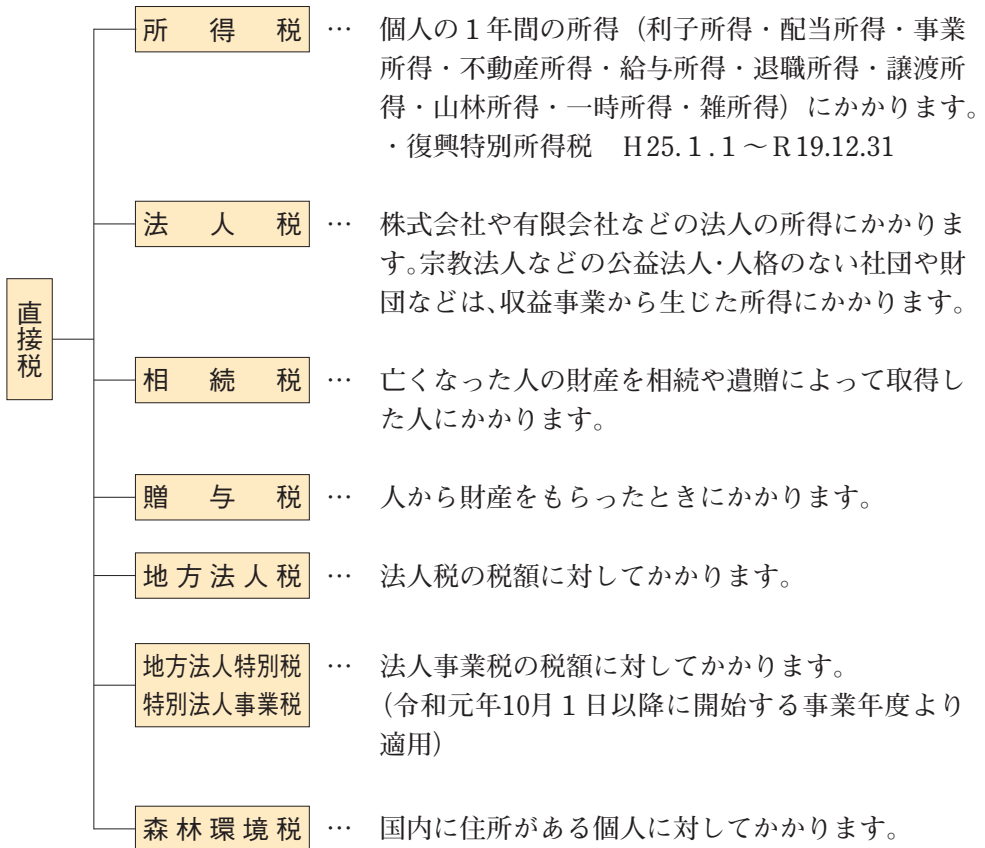 直接税
所得税 … 個人の１年間の所得（利子所得・配当所得・事業
所得・不動産所得・給与所得・退職所得・譲渡所
得・山林所得・一時所得・雑所得）にかかります。
・復興特別所得税　Ｈ25.１.１～Ｒ19.12.31
法人税 … 株式会社や有限会社などの法人の所得にかかりま
す。宗教法人などの公益法人・人格のない社団や財
団などは、収益事業から生じた所得にかかります。
相続税 … 亡くなった人の財産を相続や遺贈によって取得し
た人にかかります。
贈与税 … 人から財産をもらったときにかかります。
地方法人税 … 法人税の税額に対してかかります。
地方法人特別税 … 法人事業税の税額に対してかかります。
特別法人事業税 （令和元年10月１日以降に開始する事業年度より
適用）
森林環境税 … 国内に住所がある個人に対してかかります。